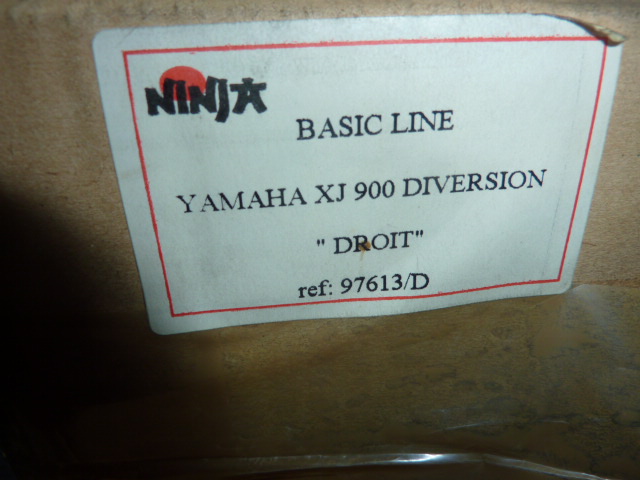 NINJA
BASIC LINE
YAMAHA XJ 900 DIVERSION
" DROIT"
ref: 97613/D